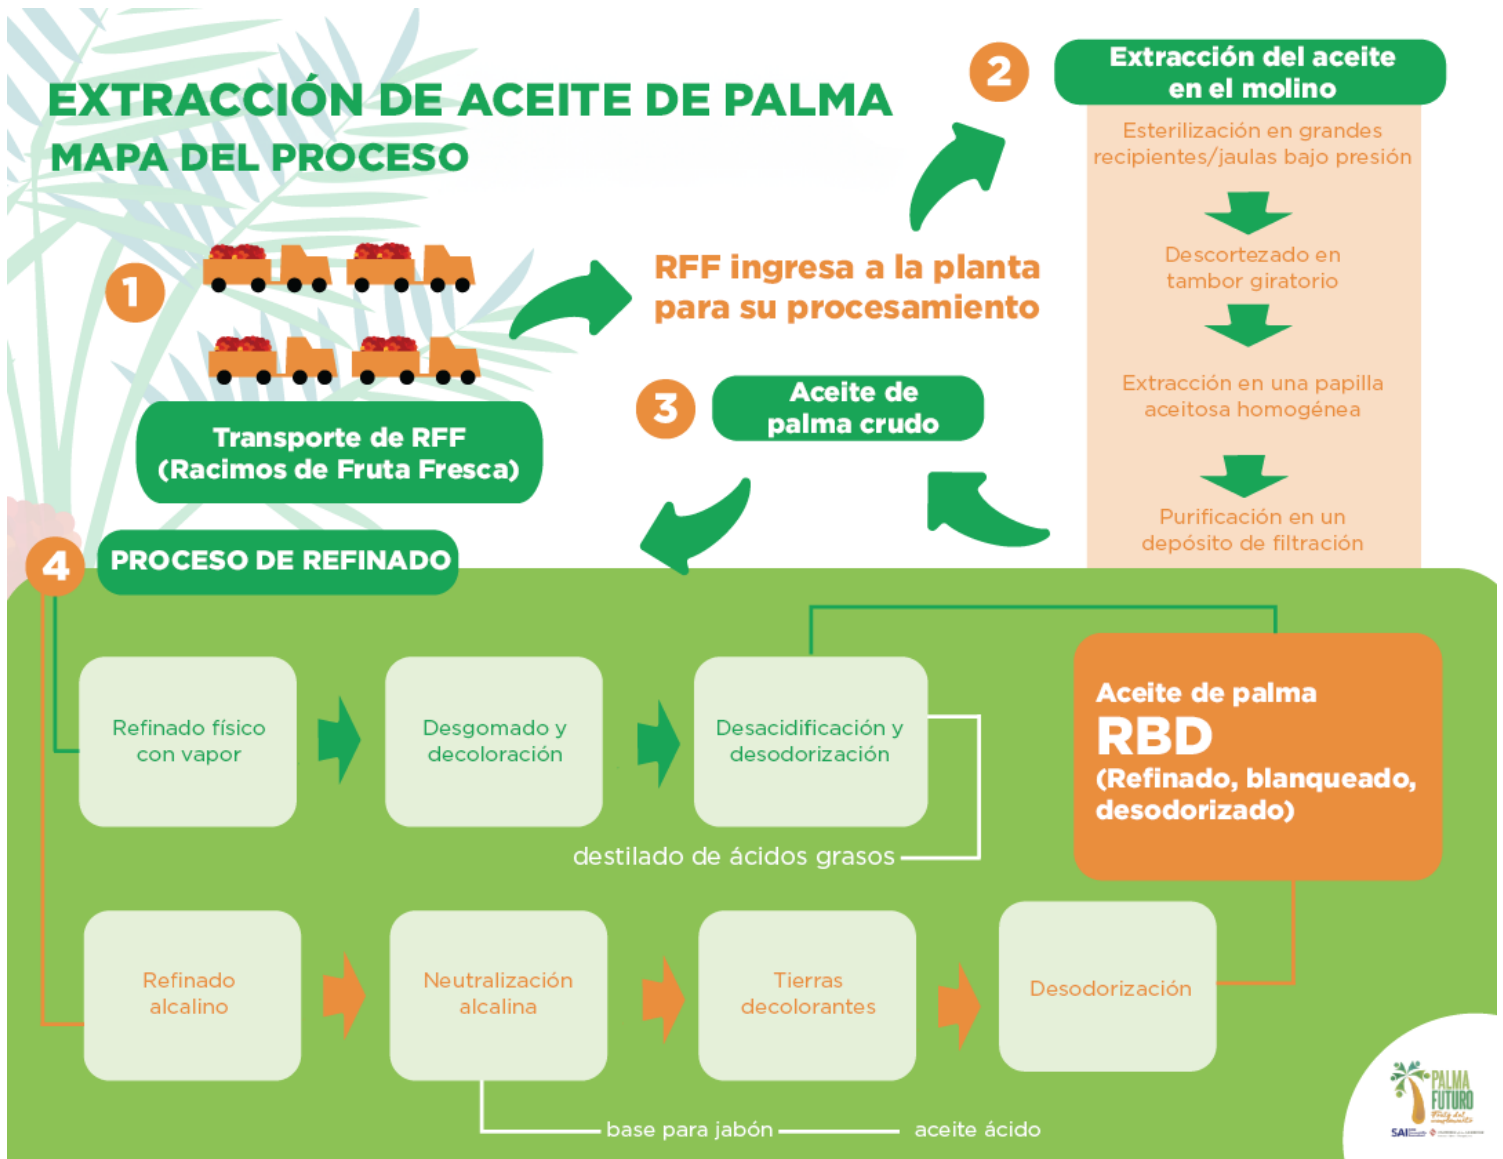 EXTRACCIÓN DE ACEITE DE PALMA
MAPA DEL PROCESO
1
Transporte de RFF
(Racimos de Fruta Fresca)
RFF ingresa a la planta
para su procesamiento
2
Extracción del aceite
en el molino
Esterilización en grandes
recipientes/jaulas bajo presión
Descortezado en
tambor giratorio
Extracción en una papilla
aceitosa homogénea
Purificación en un
depósito de filtración
3
Aceite de
palma crudo
4
PROCESO DE REFINADO
Refinado físico
con vapor
Desgomado y
decoloración
Desacidificación y
desodorización
destilado de ácidos grasos
Aceite de palma
RBD
(Refinado, blanqueado,
desodorizado)
Refinado
alcalino
Neutralización
alcalina
Tierras
decolorantes
Desodorización
base para jabón
aceite ácido
PALMA
FUTURO
SAI